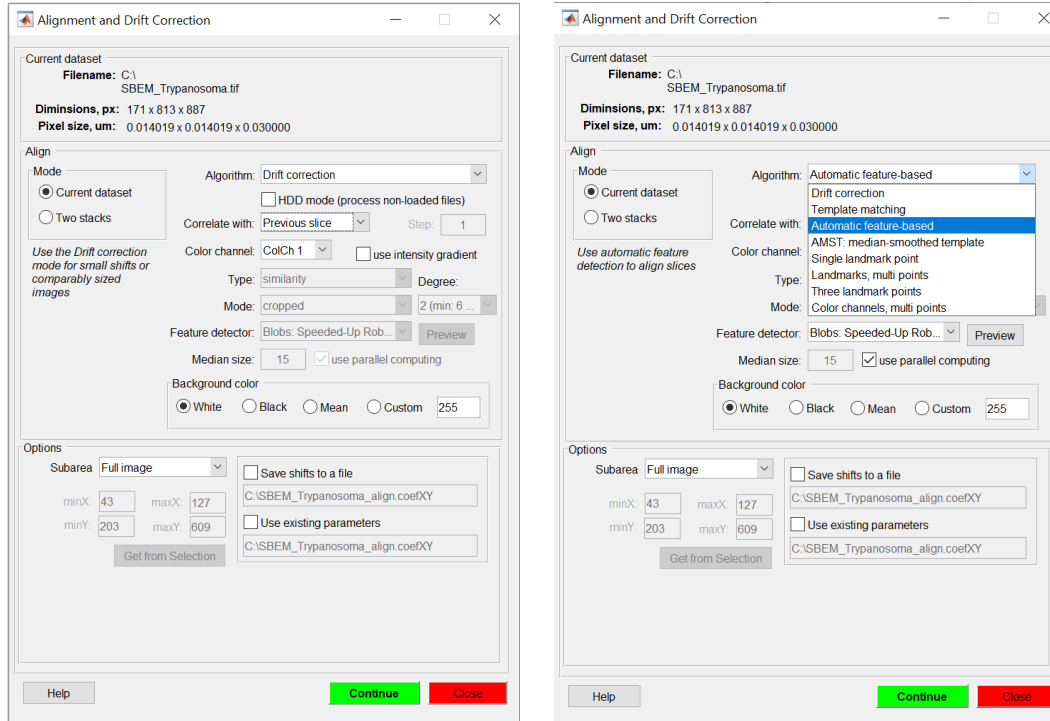 Alignment and Drift Correction
Current dataset
Filename: C:\
SBEM_Trypanosoma.tif
Diminsions, px: 171 x 813 x 887
Pixel size, um: 0.014019 x 0.014019 x 0.030000
Align
Mode
Current dataset
Two stacks
Use the Drift correction
mode for small shifts or
comparably sized
images
Algorithm: Drift correction
HDD mode (process non-loaded files)
Correlate with: Previous slice Step: 1
Color channel: ColCh 1 use intensity gradient
Type: similarity Degree:
Mode: cropped 2 (min: 6 ...
Feature detector: Blobs: Speeded-Up Rob... Preview
Median size: 15 use parallel computing
Background color
White Black Mean Custom 255
Options
Subarea Full image
minX: 43 maxX: 127
minY: 203 maxY: 609
Get from Selection
Save shifts to a file
C:\SBEM_Trypanosoma_align.coefXY
Use existing parameters
C:\SBEM_Trypanosoma_align.coefXY
Help Continue Close
Alignment and Drift Correction
Current dataset
Filename: C:\
SBEM_Trypanosoma.tif
Diminsions, px: 171 x 813 x 887
Pixel size, um: 0.014019 x 0.014019 x 0.030000
Align
Mode
Current dataset
Two stacks
Use automatic feature
detection to align slices
Algorithm: Automatic feature-based
Drift correction
Template matching
Correlate with: Automatic feature-based
AMST: median-smoothed template
Color channel: Single landmark point
Landmarks, multi points
Type: Three landmark points
Mode: Color channels, multi points
Feature detector: Blobs: Speeded-Up Rob... Preview
Median size: 15 use parallel computing
Background color
White Black Mean Custom 255
Options
Subarea Full image
minX: 43 maxX: 127
minY: 203 maxY: 609
Get from Selection
Save shifts to a file
C:\SBEM_Trypanosoma_align.coefXY
Use existing parameters
C:\SBEM_Trypanosoma_align.coefXY
Help Continue Close